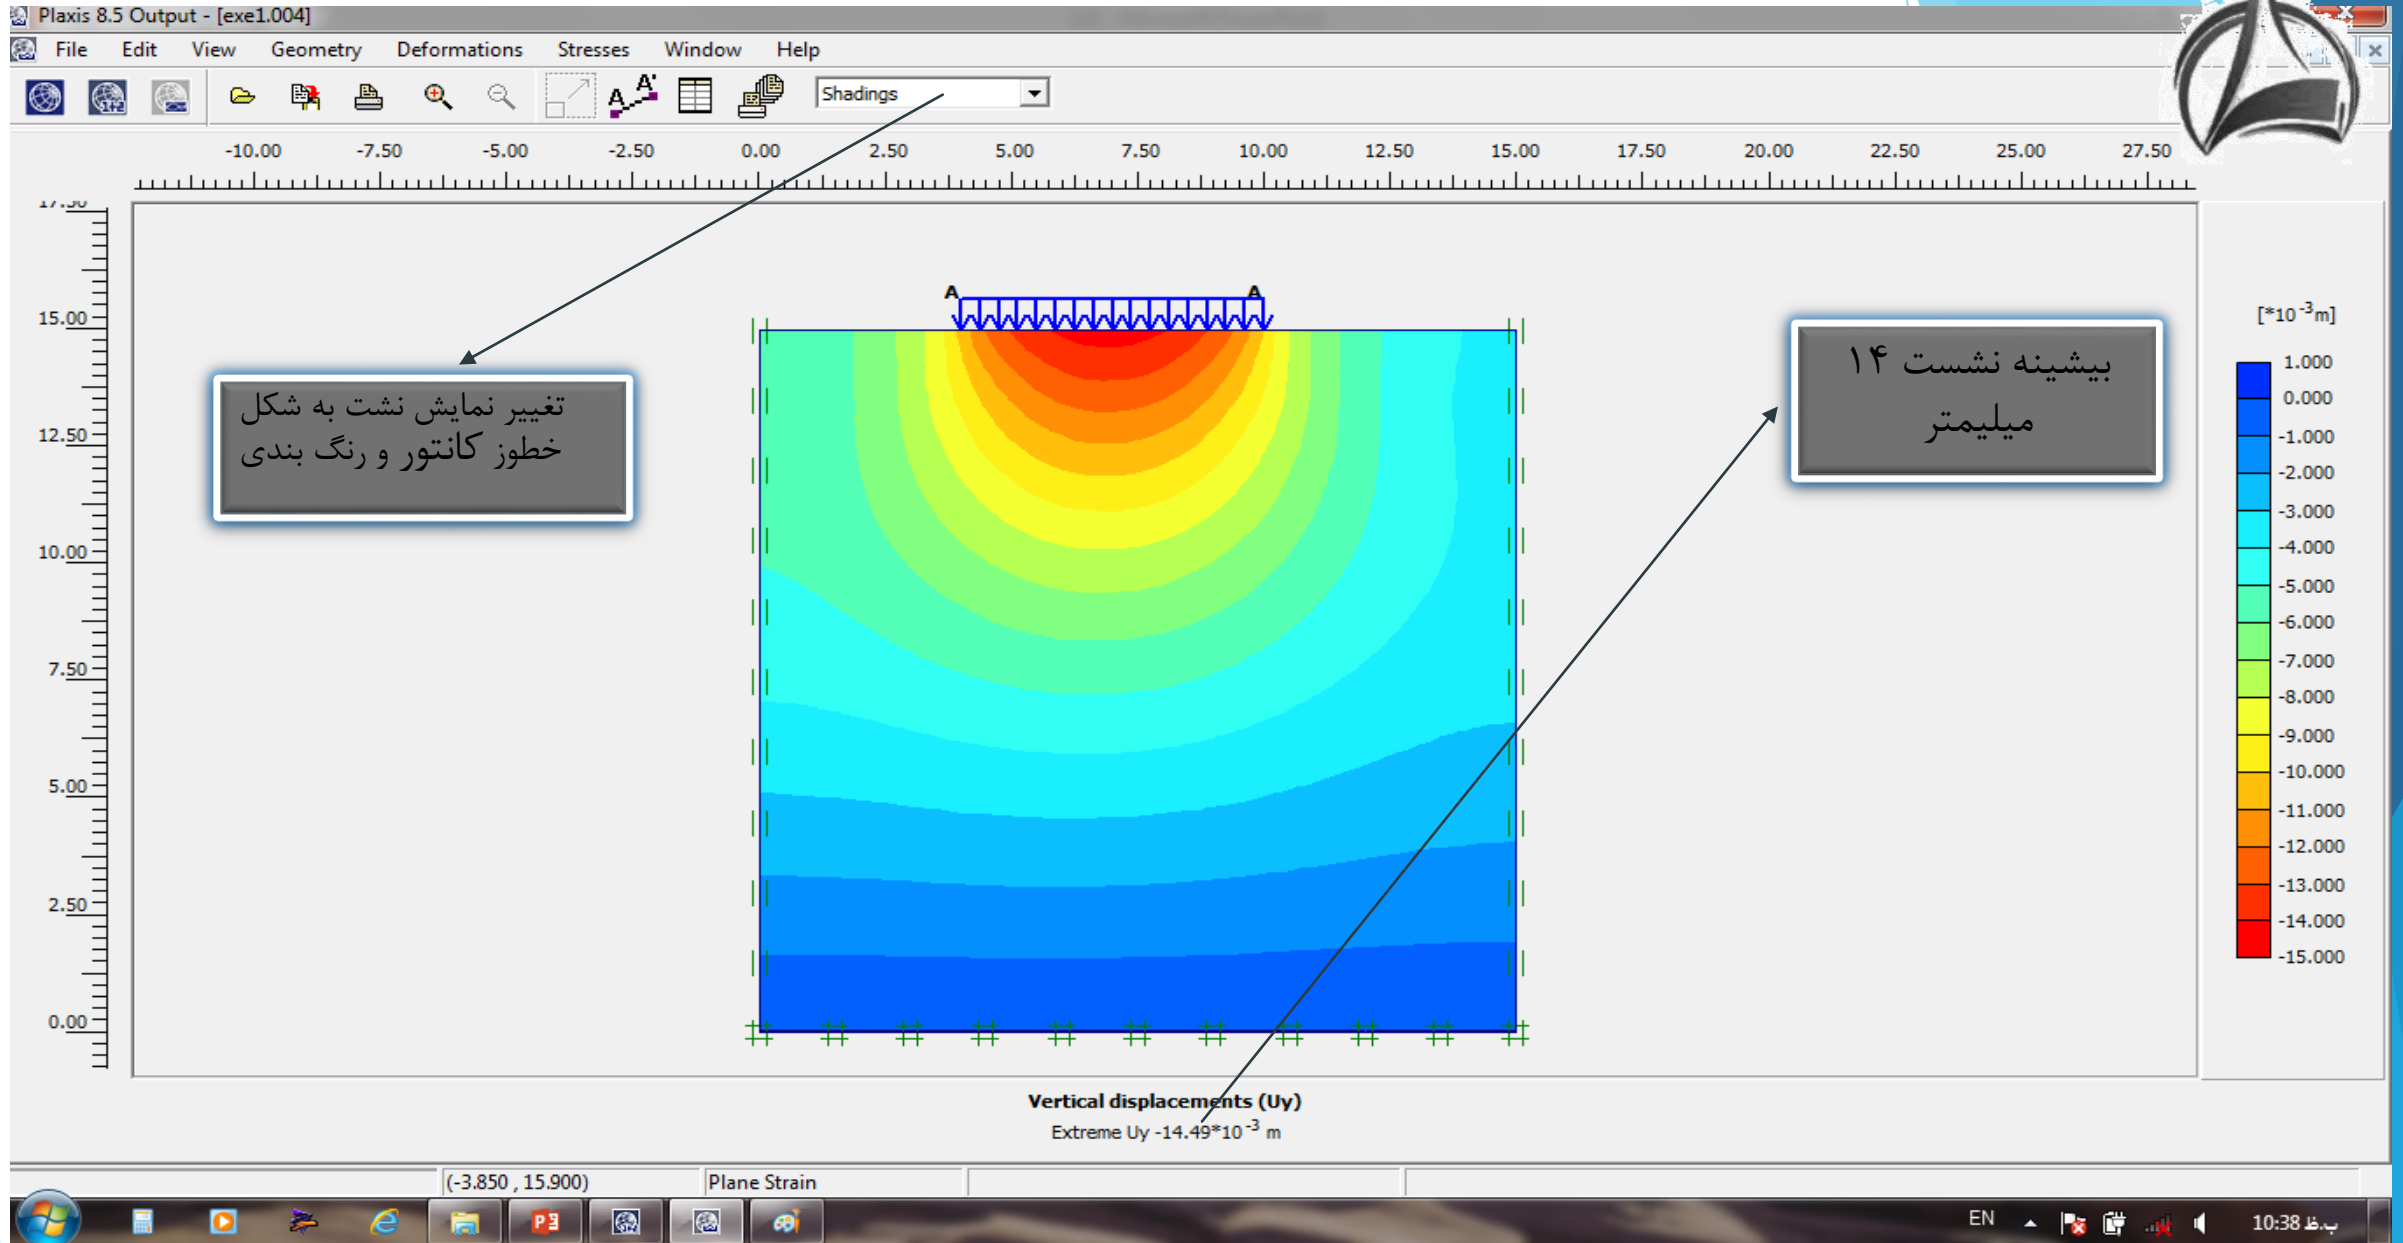 Plaxis 8.5 Output - [exe1.004]
File Edit View Geometry Deformations Stresses Window Help
Shadings
-10.00 -7.50 -5.00 -2.50 0.00 2.50 5.00 7.50 10.00 12.50 15.00 17.50 20.00 22.50 25.00 27.50
17.50
15.00
12.50
10.00
7.50
5.00
2.50
0.00
A A
تغییر نمایش نشت به شکل
خطوز کانتور و رنگ بندی
بیشینه نشست ۱۴
میلیمتر
[*10-3m]
1.000
0.000
-1.000
-2.000
-3.000
-4.000
-5.000
-6.000
-7.000
-8.000
-9.000
-10.000
-11.000
-12.000
-13.000
-14.000
-15.000
Vertical displacements (Uy)
Extreme Uy -14.49*10-3 m
(-3.850 , 15.900) Plane Strain
EN 10:38 ب.ظ